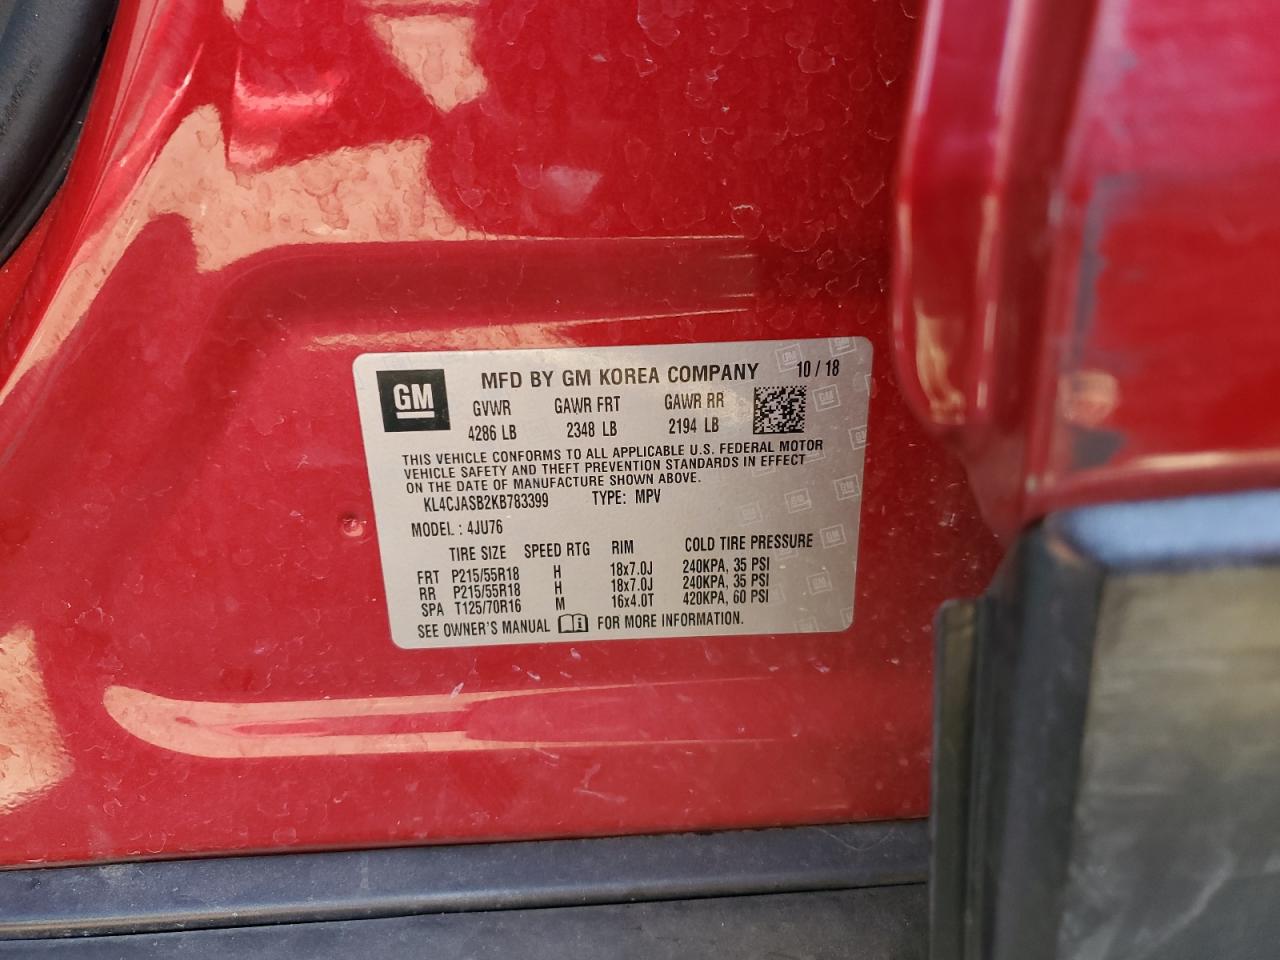 GM MFD BY GM KOREA COMPANY 10 / 18
GVWR GAWR FRT GAWR RR
4286 LB 2348 LB 2194 LB
THIS VEHICLE CONFORMS TO ALL APPLICABLE U.S. FEDERAL MOTOR
VEHICLE SAFETY AND THEFT PREVENTION STANDARDS IN EFFECT
ON THE DATE OF MANUFACTURE SHOWN ABOVE.
KL4CJASB2KB783399 TYPE: MPV
MODEL : 4JU76
TIRE SIZE SPEED RTG RIM COLD TIRE PRESSURE
FRT P215/55R18 H 18x7.0J 240KPA, 35 PSI
RR P215/55R18 H 18x7.0J 240KPA, 35 PSI
SPA T125/70R16 M 16x4.0T 420KPA, 60 PSI
SEE OWNER'S MANUAL FOR MORE INFORMATION.